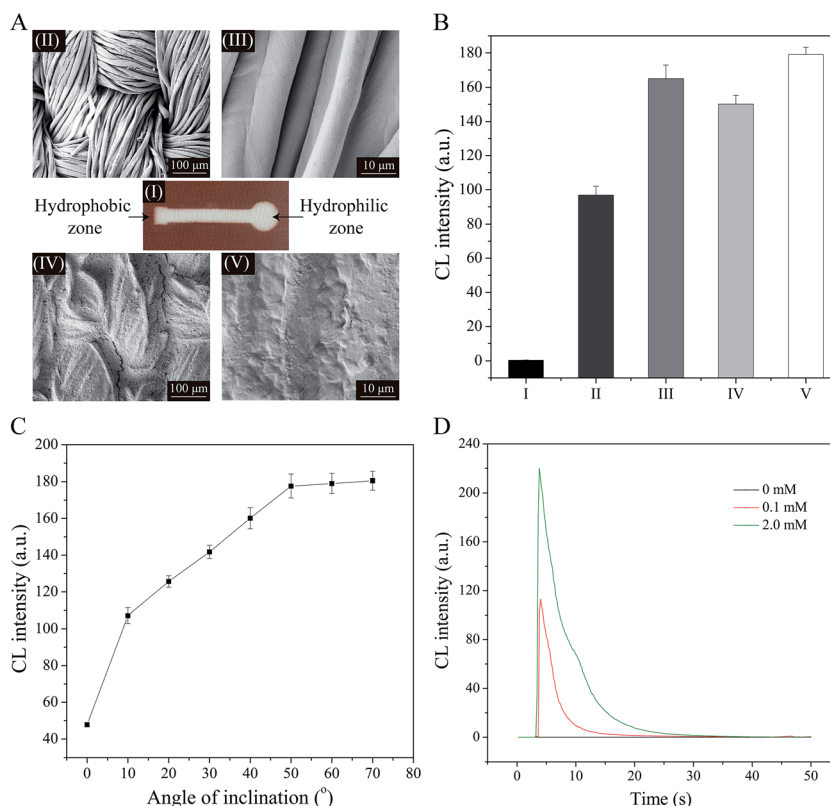 A
(II)
(III)
100 μm
10 μm
(I)
Hydrophobic
zone
Hydrophilic
zone
(IV)
(V)
100 μm
10 μm
B
CL intensity (a.u.)
180
160
140
120
100
80
60
40
20
0
I II III IV V
C
CL intensity (a.u.)
200
180
160
140
120
100
80
60
40
0 10 20 30 40 50 60 70 80
Angle of inclination (°)
D
CL intensity (a.u.)
240
200
160
120
80
40
0
0 mM
0.1 mM
2.0 mM
0 10 20 30 40 50
Time (s)